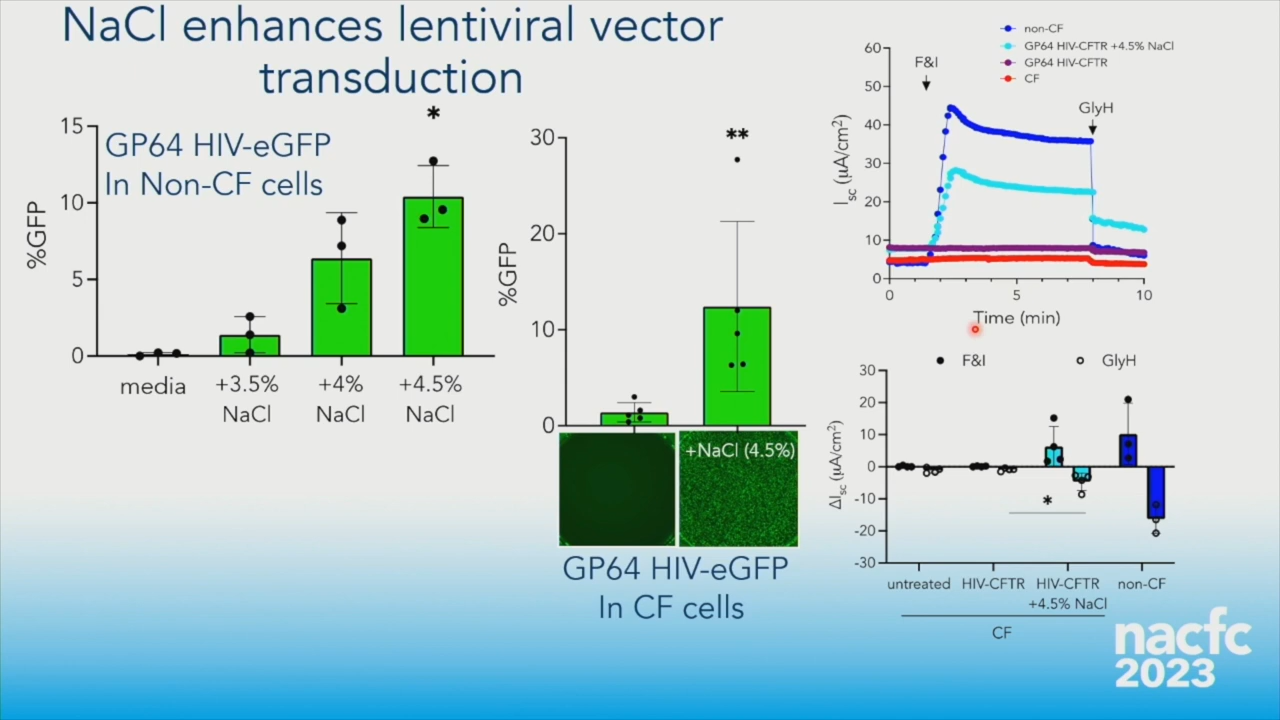 NaCl enhances lentiviral vector
transduction
*
15
10
5
0
%GFP
GP64 HIV-eGFP
In Non-CF cells
media
+3.5%
NaCl
+4%
NaCl
+4.5%
NaCl
**
30
20
10
0
%GFP
+NaCl (4.5%)
GP64 HIV-eGFP
In CF cells
non-CF
GP64 HIV-CFTR +4.5% NaCl
GP64 HIV-CFTR
CF
60
50
40
30
20
10
0
Isc (μA/cm2)
F&I
GlyH
0
5
10
Time (min)
F&I
GlyH
30
20
10
0
-10
-20
-30
ΔIsc (μA/cm2)
*
untreated
HIV-CFTR
HIV-CFTR
+4.5% NaCl
non-CF
CF
nacfc
2023